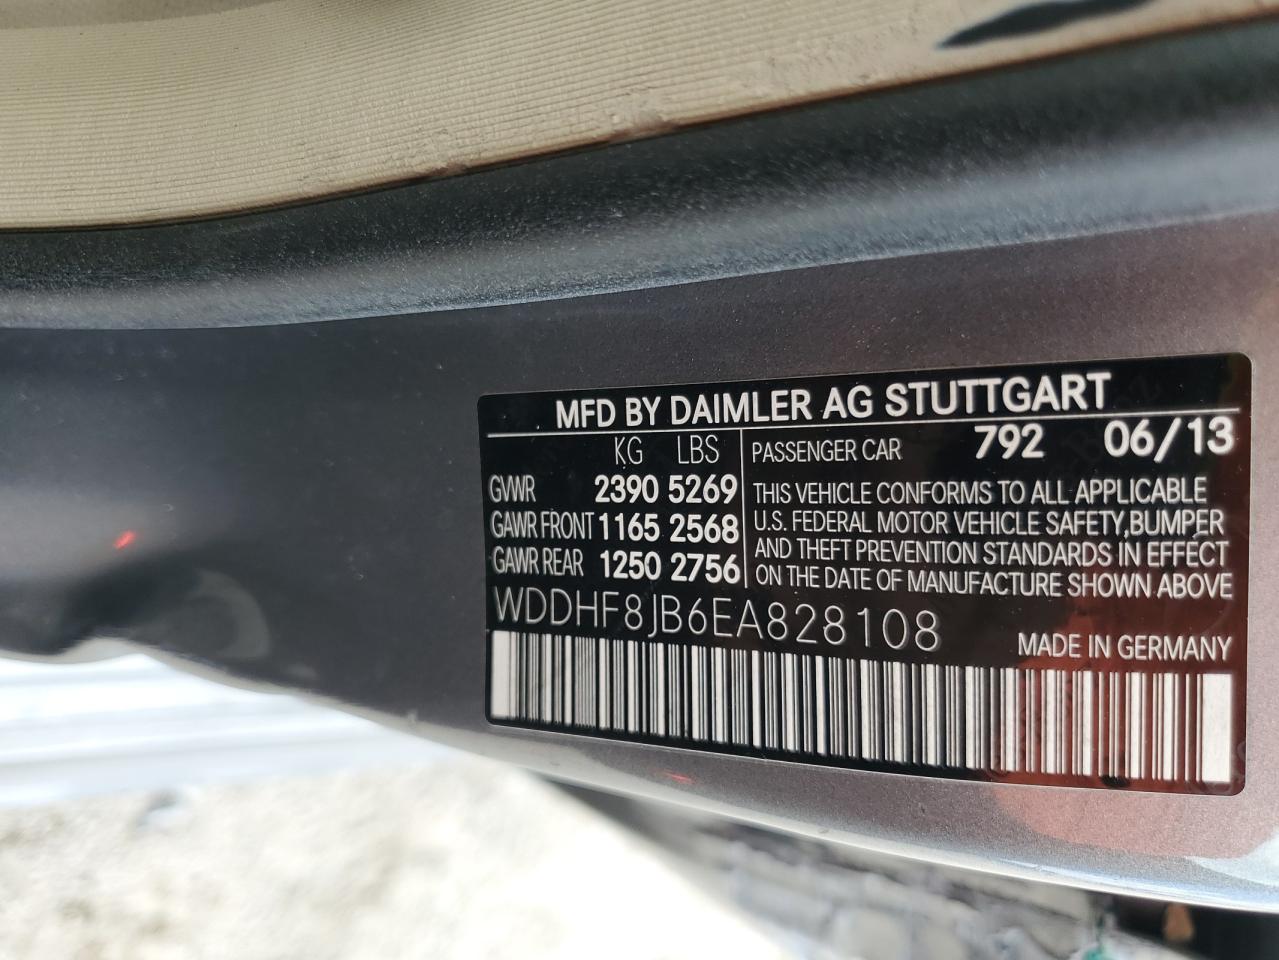 MFD BY DAIMLER AG STUTTGART
KG LBS
GVWR 2390 5269
GAWR FRONT 1165 2568
GAWR REAR 1250 2756
PASSENGER CAR 792 06/13
THIS VEHICLE CONFORMS TO ALL APPLICABLE
U.S. FEDERAL MOTOR VEHICLE SAFETY,BUMPER
AND THEFT PREVENTION STANDARDS IN EFFECT
ON THE DATE OF MANUFACTURE SHOWN ABOVE
WDDHF8JB6EA828108
MADE IN GERMANY